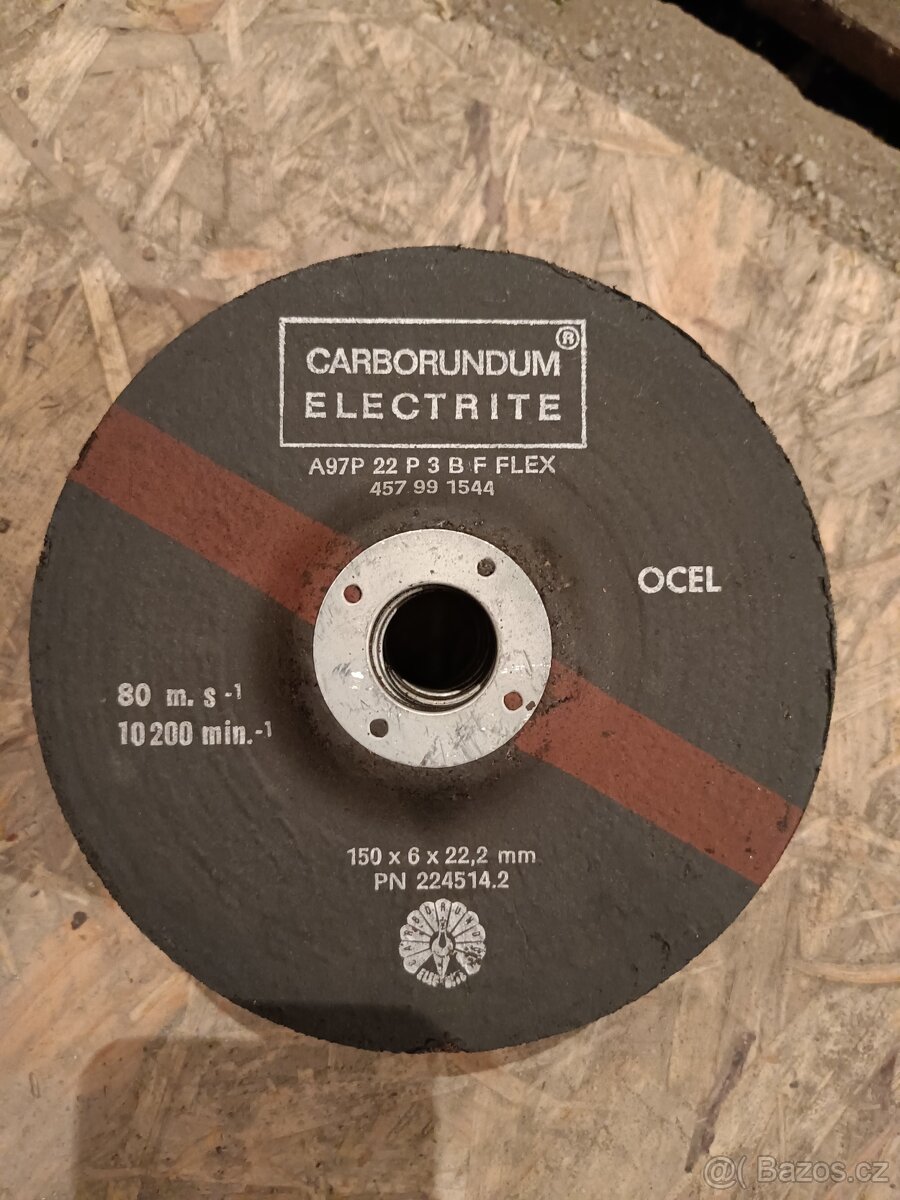 CARBORUNDUM®
ELECTRITE
A97P 22 P 3 B F FLEX
457 99 1544
OCEL
80 m. s-1
10 200 min.-1
150 x 6 x 22,2 mm
PN 224514.2
CARBORUNDUM
@( Bazos.cz